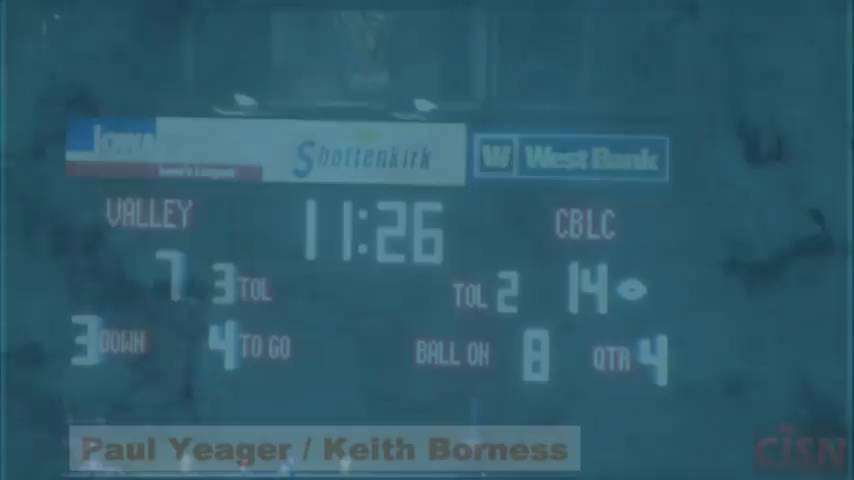 IOWA
Shottenkirk
W West Bank
VALLEY 11:26 CBLC
7 3 TOL TOL 2 14
3 DOWN 4 TO GO BALL ON 8 QTR 4
Paul Yeager / Keith Borness
CISN